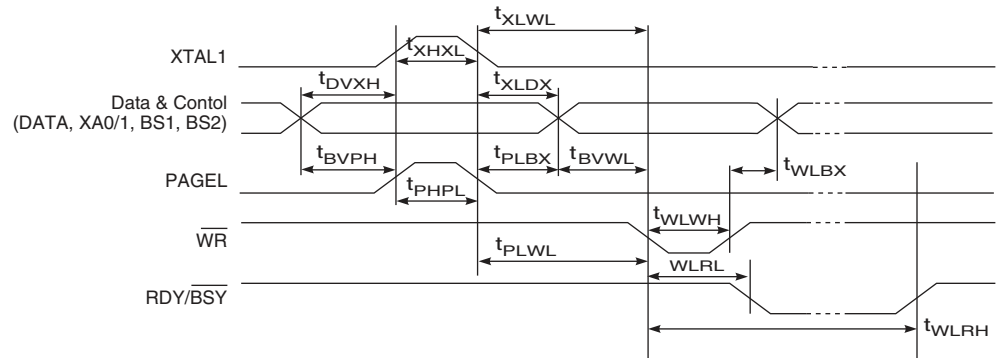 tXLWL
XTAL1
tXHXL
tDVXH
tXLDX
Data & Contol
(DATA, XA0/1, BS1, BS2)
tBVPH
tPLBX
tBVWL
tWLBX
PAGEL
tPHPL
tWLWH
WR
tPLWL
WLRL
RDY/BSY
tWLRH